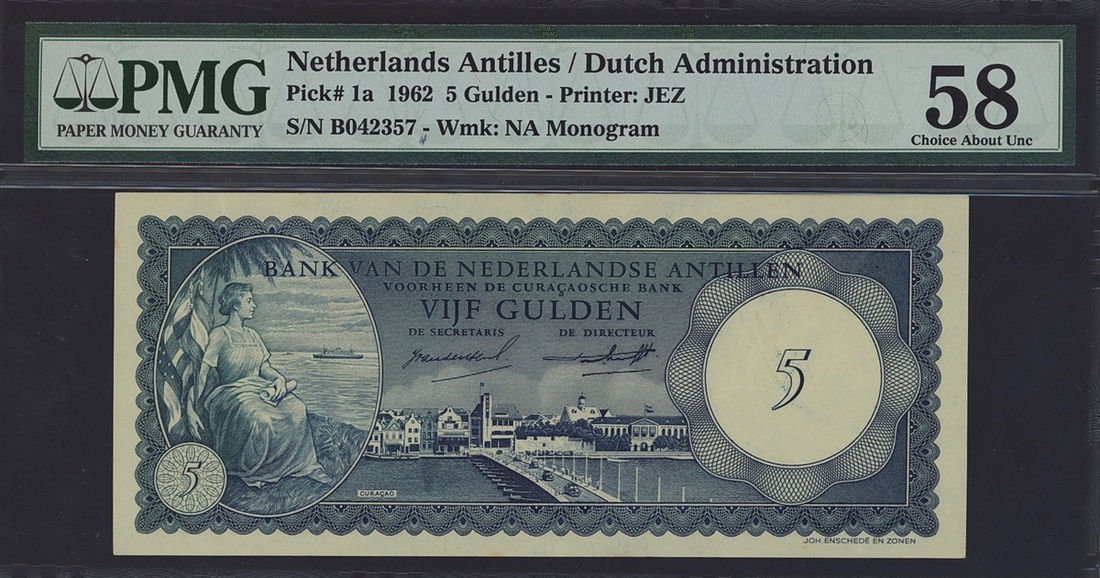 PMG
PAPER MONEY GUARANTY
Netherlands Antilles / Dutch Administration
Pick# 1a 1962 5 Gulden - Printer: JEZ
S/N B042357 - Wmk: NA Monogram
58
Choice About Unc
BANK VAN DE NEDERLANDSE ANTILLEN
VOORHEEN DE CURAÇAOSCHE BANK
VIJF GULDEN
DE SECRETARIS DE DIRECTEUR
5
5
CURAÇAO
JOH. ENSCHEDÉ EN ZONEN